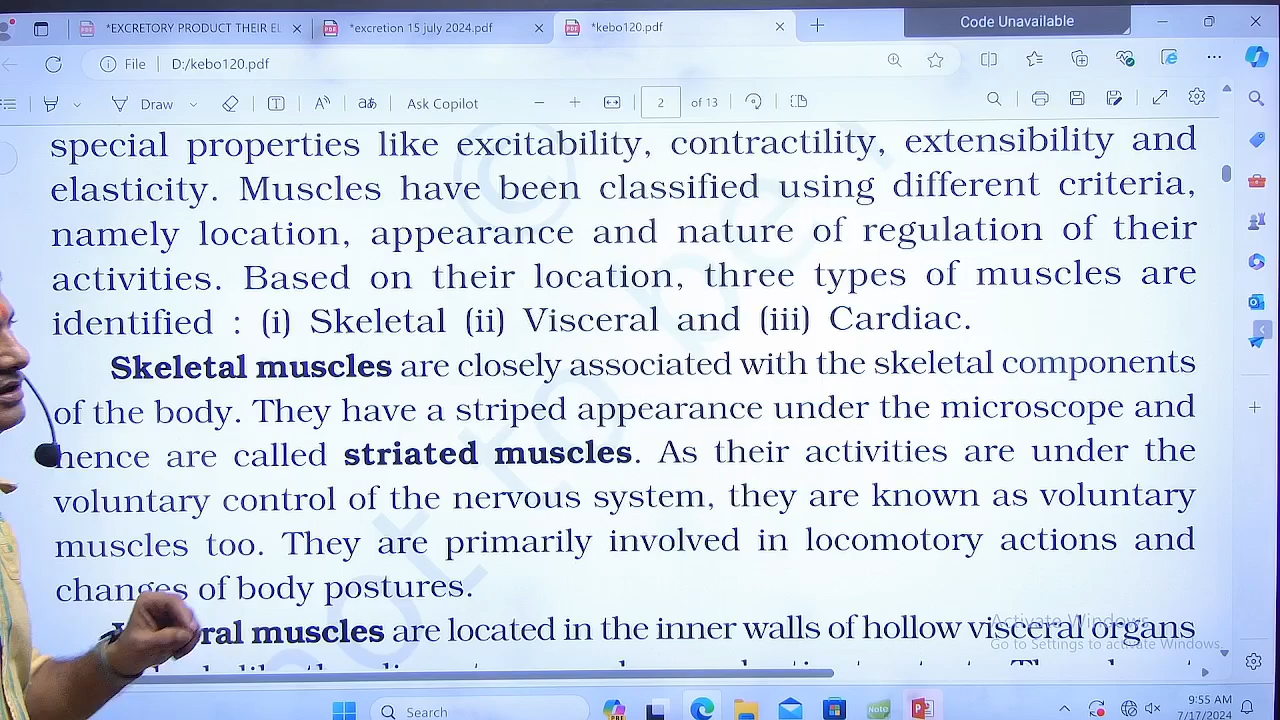 *EXCRETORY PRODUCT THEIR EL
*excretion 15 july 2024.pdf
*kebo120.pdf
Code Unavailable
File D:/kebo120.pdf
Draw
Ask Copilot
2 of 13
special properties like excitability, contractility, extensibility and
elasticity. Muscles have been classified using different criteria,
namely location, appearance and nature of regulation of their
activities. Based on their location, three types of muscles are
identified : (i) Skeletal (ii) Visceral and (iii) Cardiac.
Skeletal muscles are closely associated with the skeletal components
of the body. They have a striped appearance under the microscope and
hence are called striated muscles. As their activities are under the
voluntary control of the nervous system, they are known as voluntary
muscles too. They are primarily involved in locomotory actions and
changes of body postures.
muscles are located in the inner walls of hollow visceral organs
Activate Windows
Go to Settings to activate Windows.
Search
9:55 AM
7/17/2024